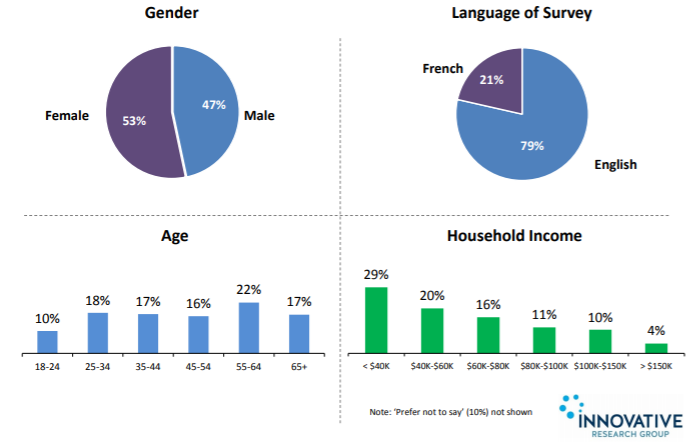 Gender
Female
53%
47%
Male
Language of Survey
French
21%
79%
English
Age
10%
18%
17%
16%
22%
17%
18-24
25-34
35-44
45-54
55-64
65+
Household Income
29%
20%
16%
11%
10%
4%
< $40K
$40K-$60K
$60K-$80K
$80K-$100K
$100K-$150K
> $150K
Note: 'Prefer not to say' (10%) not shown
INNOVATIVE
RESEARCH GROUP